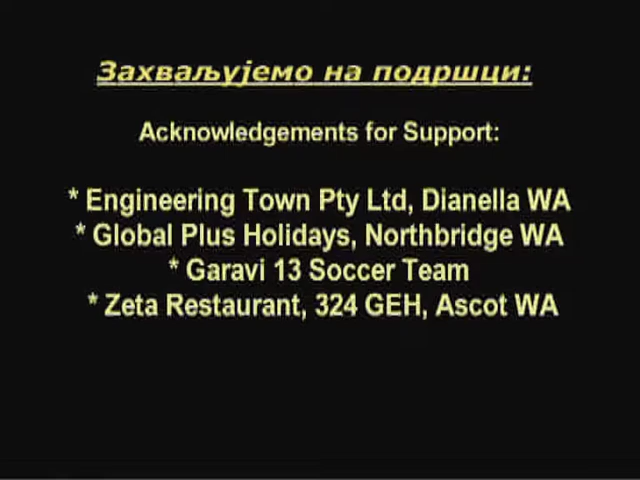 Захваљујемо на подршци:
Acknowledgements for Support:
* Engineering Town Pty Ltd, Dianella WA
* Global Plus Holidays, Northbridge WA
* Garavi 13 Soccer Team
* Zeta Restaurant, 324 GEH, Ascot WA